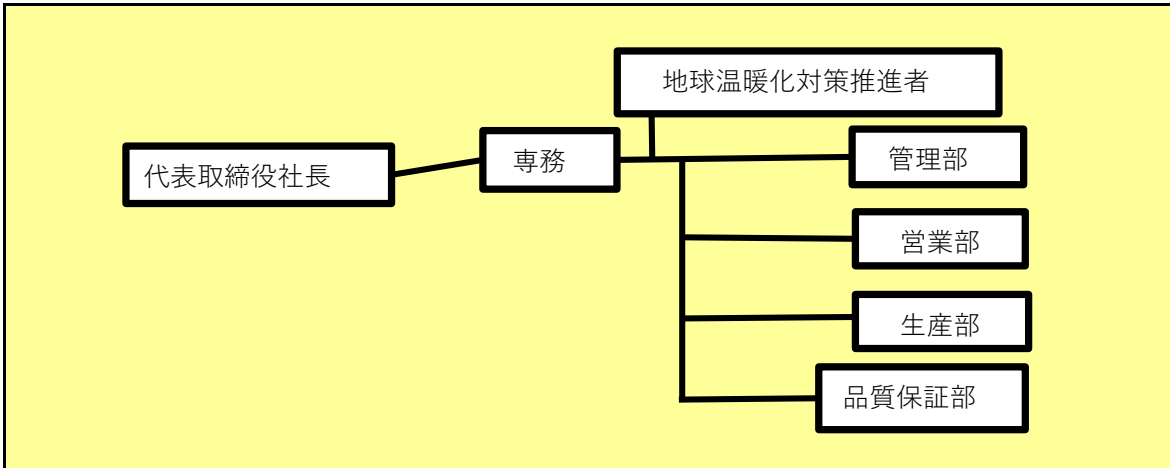 地球温暖化対策推進者
代表取締役社長
専務
管理部
営業部
生産部
品質保証部